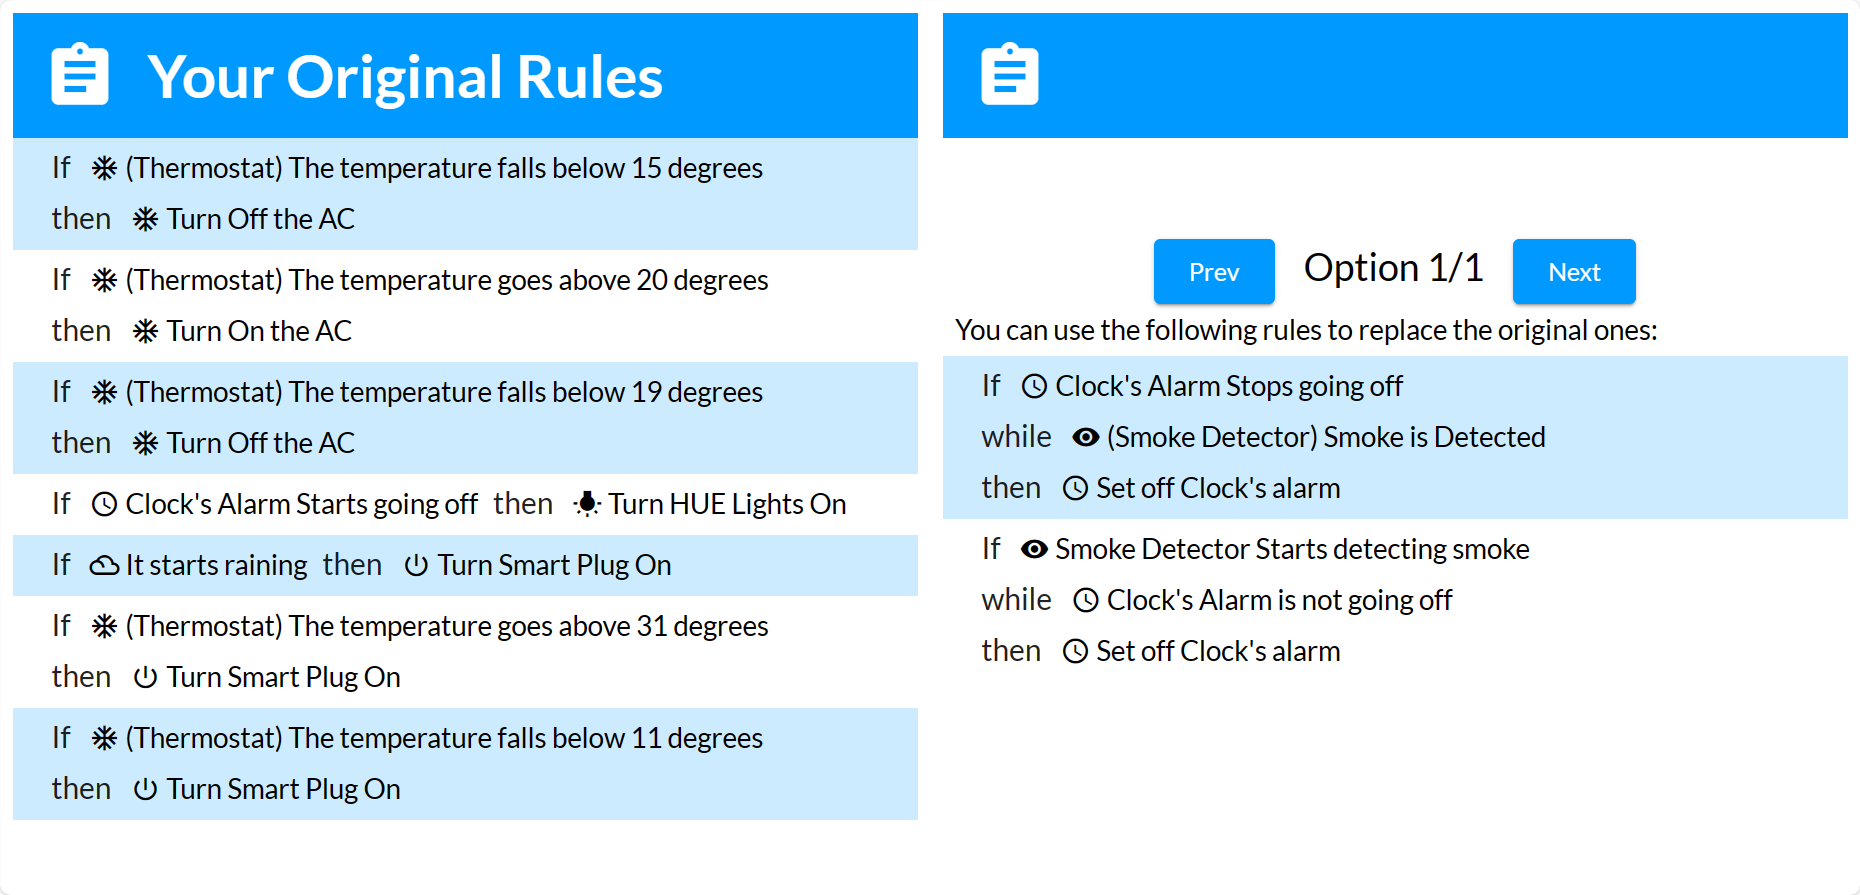 Your Original Rules
If (Thermostat) The temperature falls below 15 degrees
then Turn Off the AC
If (Thermostat) The temperature goes above 20 degrees
then Turn On the AC
If (Thermostat) The temperature falls below 19 degrees
then Turn Off the AC
If Clock's Alarm Starts going off then Turn HUE Lights On
If It starts raining then Turn Smart Plug On
If (Thermostat) The temperature goes above 31 degrees
then Turn Smart Plug On
If (Thermostat) The temperature falls below 11 degrees
then Turn Smart Plug On
Prev Option 1/1 Next
You can use the following rules to replace the original ones:
If Clock's Alarm Stops going off
while (Smoke Detector) Smoke is Detected
then Set off Clock's alarm
If Smoke Detector Starts detecting smoke
while Clock's Alarm is not going off
then Set off Clock's alarm